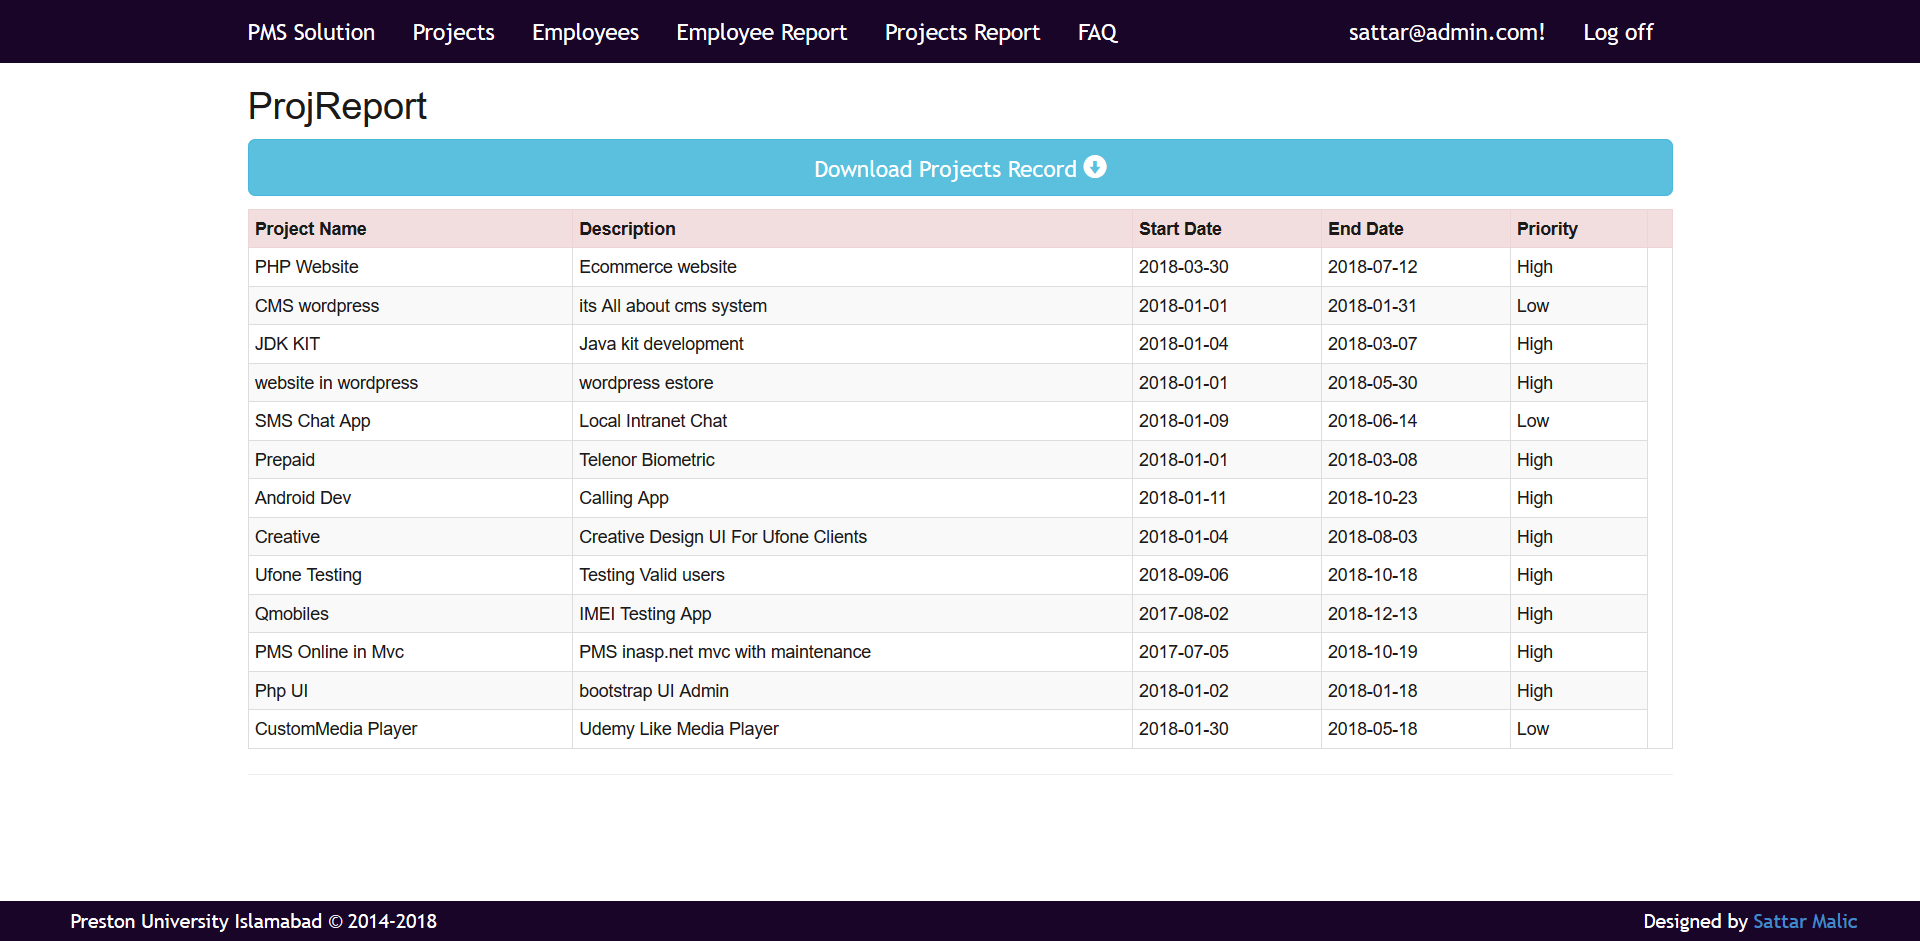 PMS Solution Projects Employees Employee Report Projects Report FAQ sattar@admin.com! Log off
ProjReport
Download Projects Record
Project Name Description Start Date End Date Priority
PHP Website Ecommerce website 2018-03-30 2018-07-12 High
CMS wordpress its All about cms system 2018-01-01 2018-01-31 Low
JDK KIT Java kit development 2018-01-04 2018-03-07 High
website in wordpress wordpress estore 2018-01-01 2018-05-30 High
SMS Chat App Local Intranet Chat 2018-01-09 2018-06-14 Low
Prepaid Telenor Biometric 2018-01-01 2018-03-08 High
Android Dev Calling App 2018-01-11 2018-10-23 High
Creative Creative Design UI For Ufone Clients 2018-01-04 2018-08-03 High
Ufone Testing Testing Valid users 2018-09-06 2018-10-18 High
Qmobiles IMEI Testing App 2017-08-02 2018-12-13 High
PMS Online in Mvc PMS inasp.net mvc with maintenance 2017-07-05 2018-10-19 High
Php UI bootstrap UI Admin 2018-01-02 2018-01-18 High
CustomMedia Player Udemy Like Media Player 2018-01-30 2018-05-18 Low
Preston University Islamabad © 2014-2018 Designed by Sattar Malic